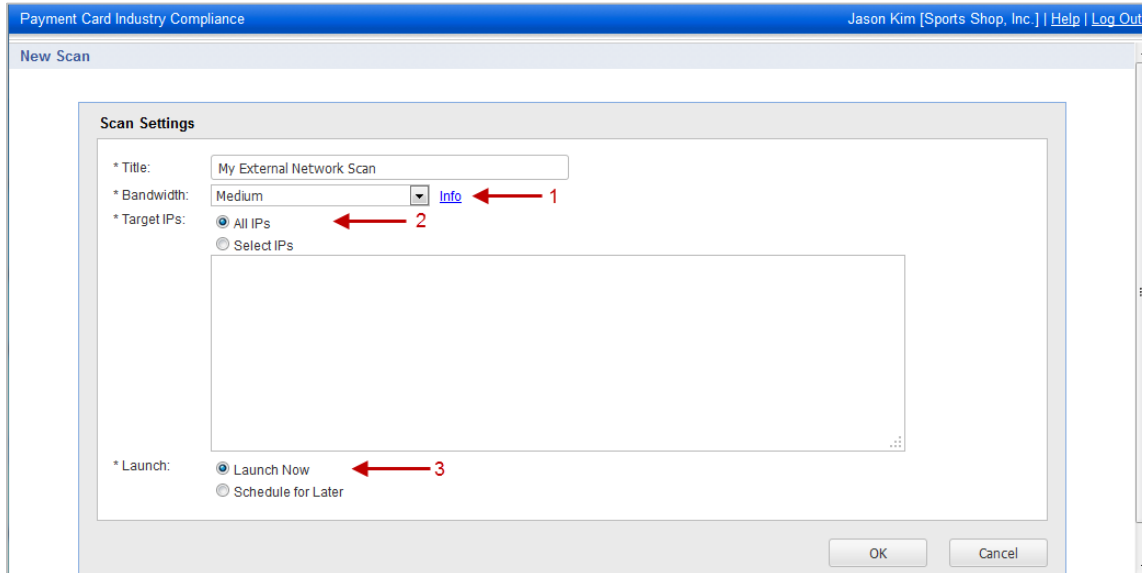 Payment Card Industry Compliance Jason Kim [Sports Shop, Inc.] | Help | Log Out
New Scan
Scan Settings
* Title: My External Network Scan
* Bandwidth: Medium Info 1
* Target IPs: All IPs 2
Select IPs
* Launch: Launch Now 3
Schedule for Later
OK Cancel